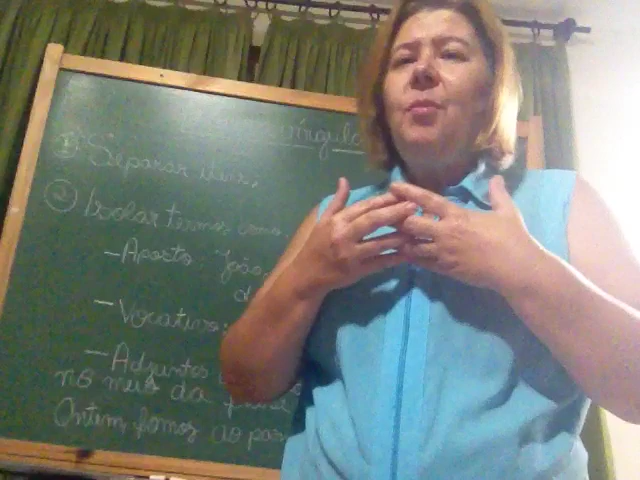 vírgula
1) Separar itens.
2 Isolar termos, como
- Aposto João,
- Vocativo:
- Adjuntos
no meio da frase
Ontem, fomos ao par